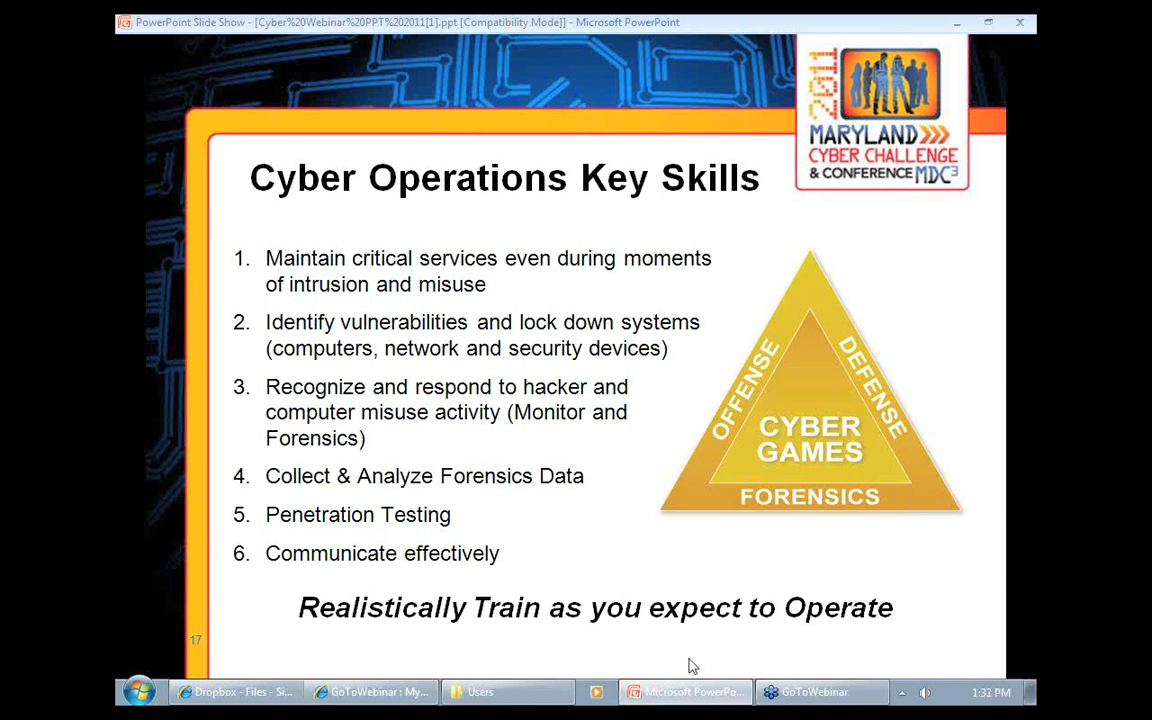 PowerPoint Slide Show - [Cyber%20Webinar%20PPT%202011[1].ppt [Compatibility Mode]] - Microsoft PowerPoint
2011
MARYLAND
CYBER CHALLENGE
& CONFERENCE MDC3
Cyber Operations Key Skills
1. Maintain critical services even during moments
of intrusion and misuse
2. Identify vulnerabilities and lock down systems
(computers, network and security devices)
3. Recognize and respond to hacker and
computer misuse activity (Monitor and
Forensics)
4. Collect & Analyze Forensics Data
5. Penetration Testing
6. Communicate effectively
OFFENSE
DEFENSE
CYBER
GAMES
FORENSICS
Realistically Train as you expect to Operate
17
Dropbox - Files - Si...
GoToWebinar : My...
Users
Microsoft PowerPo...
GoToWebinar
1:32 PM